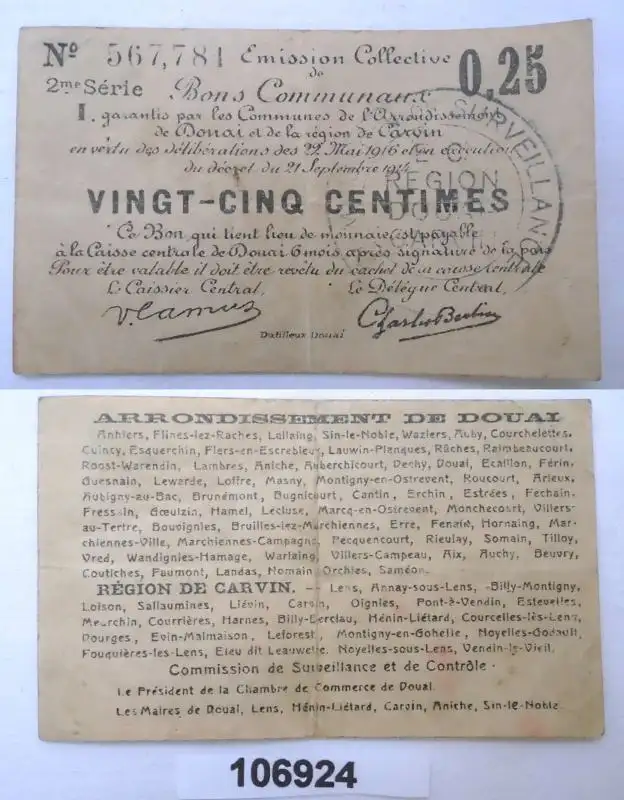 Nº 567,781 Emission Collective 0,25
de
2me Série Bons Communaux
I. garantis par les Communes de l'Arrondissement
de Douai et de la région de Carvin
en vertu des délibérations des 22 Mai 1916 et en exécution
du décret du 21 Septembre 1914
SURVEILLANCE
RÉGION
DOUAI
VINGT-CINQ CENTIMES
Ce Bon qui tient lieu de monnaie est payable
à la Caisse centrale de Douai 6 mois après signature de la paix
Pour être valable il doit être revêtu du cachet de la caisse Centrale
Le Caissier Central, Le Délégué Central,
V. Camus Charles Bertin
Dutilleux Douai
ARRONDISSEMENT DE DOUAI
Anhiers, Flines-lez-Raches, Lallaing, Sin-le-Noble, Waziers, Auby, Courchelettes,
Cuincy, Esquerchin, Flers-en-Escrebieux, Lauwin-Planques, Râches, Raimbeaucourt,
Roost-Warendin, Lambres, Aniche, Auberchicourt, Dechy, Douai, Ecaillon, Férin,
Guesnain, Lewarde, Loffre, Masny, Montigny-en-Ostrevent, Roucourt, Arleux,
Aubigny-au-Bac, Brunémont, Bugnicourt, Cantin, Erchin, Estrées, Féchain,
Fressain, Gœulzin, Hamel, Lécluse, Marcq-en-Ostrevent, Monchecourt, Villers-
au-Tertre, Bouvignies, Bruilles-lez-Marchiennes, Erre, Fenain, Hornaing, Mar-
chiennes-Ville, Marchiennes-Campagne, Pecquencourt, Rieulay, Somain, Tilloy,
Vred, Wandignies-Hamage, Warlaing, Villers-Campeau, Aix, Auchy, Beuvry,
Coutiches, Faumont, Landas, Nomain, Orchies, Saméon.
RÉGION DE CARVIN. -- Lens, Annay-sous-Lens, Billy-Montigny,
Loison, Sallaumines, Liévin, Carvin, Oignies, Pont-à-Vendin, Estevelles,
Meurchin, Courrières, Harnes, Billy-Berclau, Hénin-Liétard, Courcelles-lès-Lens,
Dourges, Evin-Malmaison, Leforest, Montigny-en-Gohelle, Noyelles-Godault,
Fouquières-les-Lens, Eleu dit Leauwette, Noyelles-sous-Lens, Vendin-le-Vieil.
Commission de Surveillance et de Contrôle :
Le Président de la Chambre de Commerce de Douai.
Les Maires de Douai, Lens, Hénin-Liétard, Carvin, Aniche, Sin-le-Noble.
106924